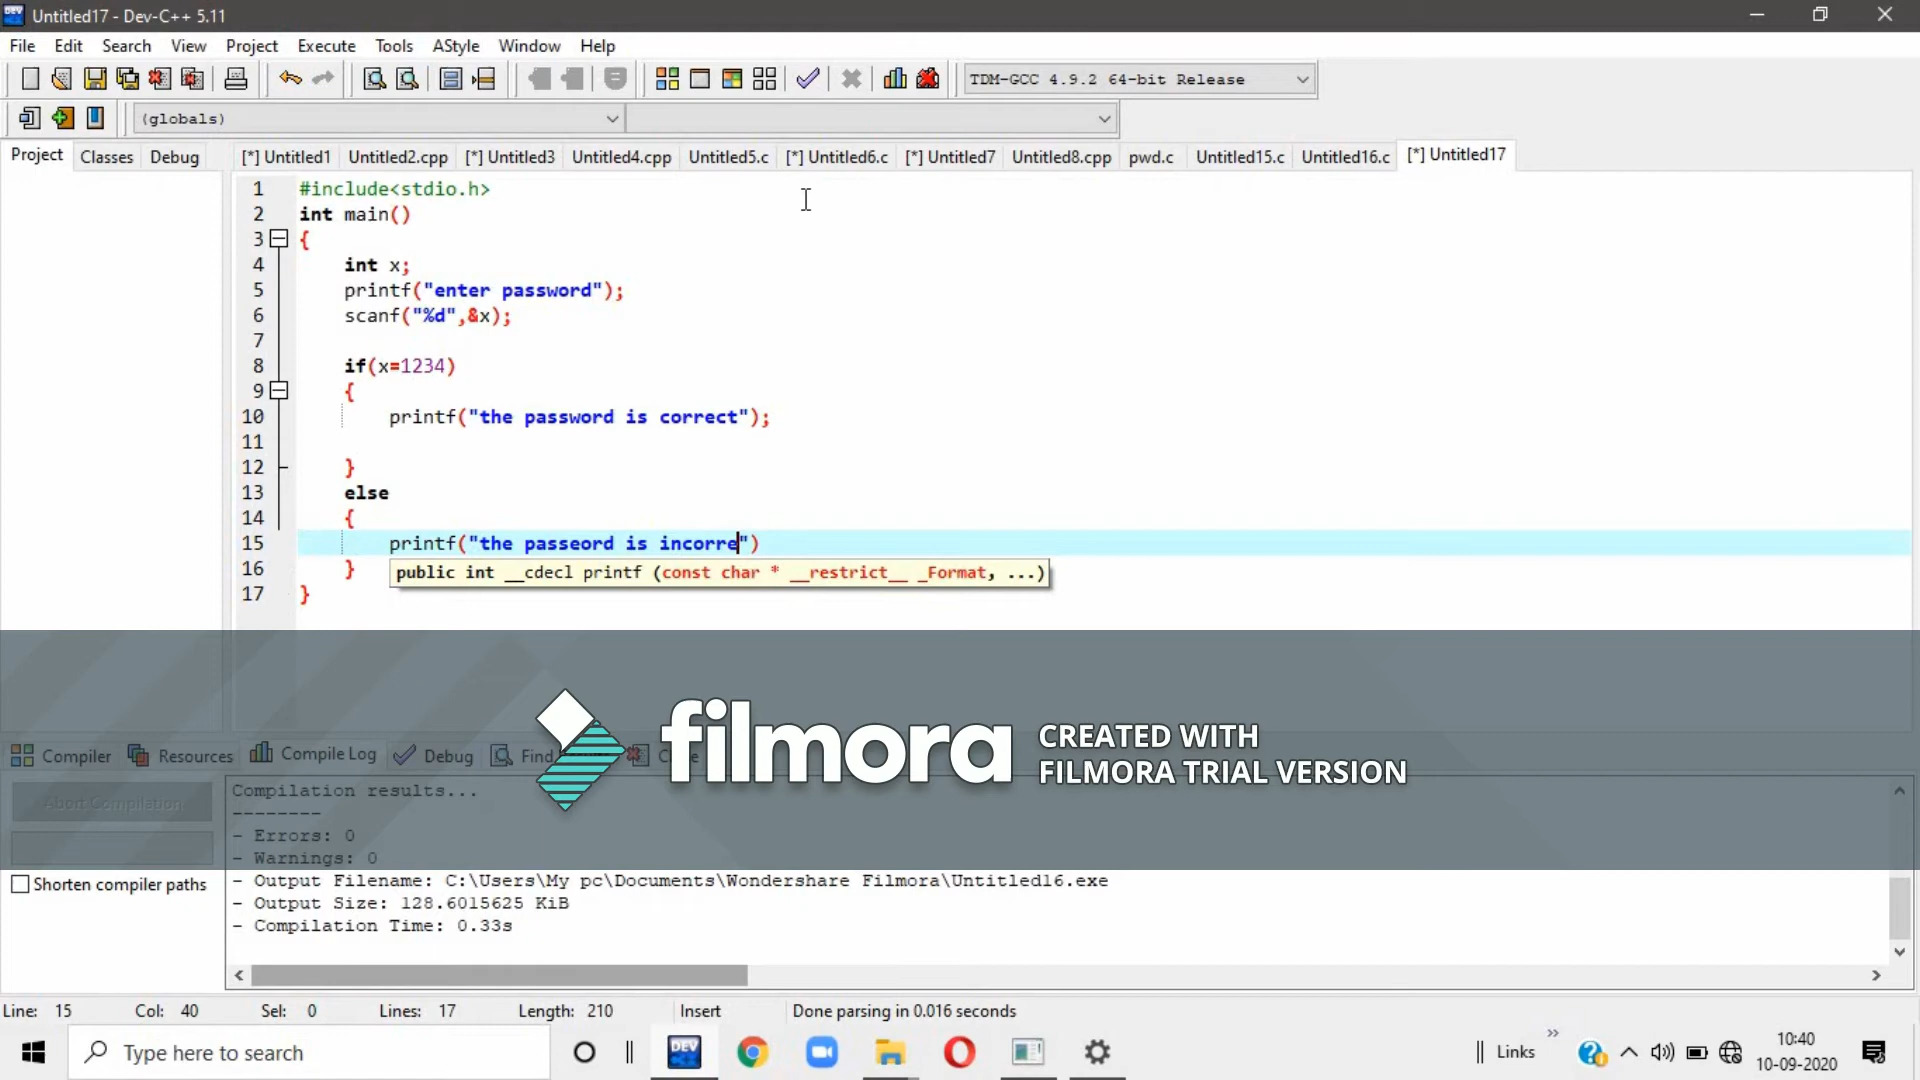 Untitled17 - Dev-C++ 5.11
File Edit Search View Project Execute Tools AStyle Window Help
TDM-GCC 4.9.2 64-bit Release
(globals)
Project Classes Debug [*] Untitled1 Untitled2.cpp [*] Untitled3 Untitled4.cpp Untitled5.c [*] Untitled6.c [*] Untitled7 Untitled8.cpp pwd.c Untitled15.c Untitled16.c [*] Untitled17
1 #include<stdio.h>
2 int main()
3 {
4 int x;
5 printf("enter password");
6 scanf("%d",&x);
7
8 if(x=1234)
9 {
10 printf("the password is correct");
11
12 }
13 else
14 {
15 printf("the passeord is incorre")
16 }
public int __cdecl printf (const char * __restrict__ _Format, ...)
17 }
filmora CREATED WITH
FILMORA TRIAL VERSION
Compiler Resources Compile Log Debug Find
Abort Compilation
Compilation results...
--------
- Errors: 0
- Warnings: 0
Shorten compiler paths
- Output Filename: C:\Users\My pc\Documents\Wondershare Filmora\Untitled16.exe
- Output Size: 128.6015625 KiB
- Compilation Time: 0.33s
Line: 15 Col: 40 Sel: 0 Lines: 17 Length: 210 Insert Done parsing in 0.016 seconds
Type here to search
DEV
Links
10:40
10-09-2020